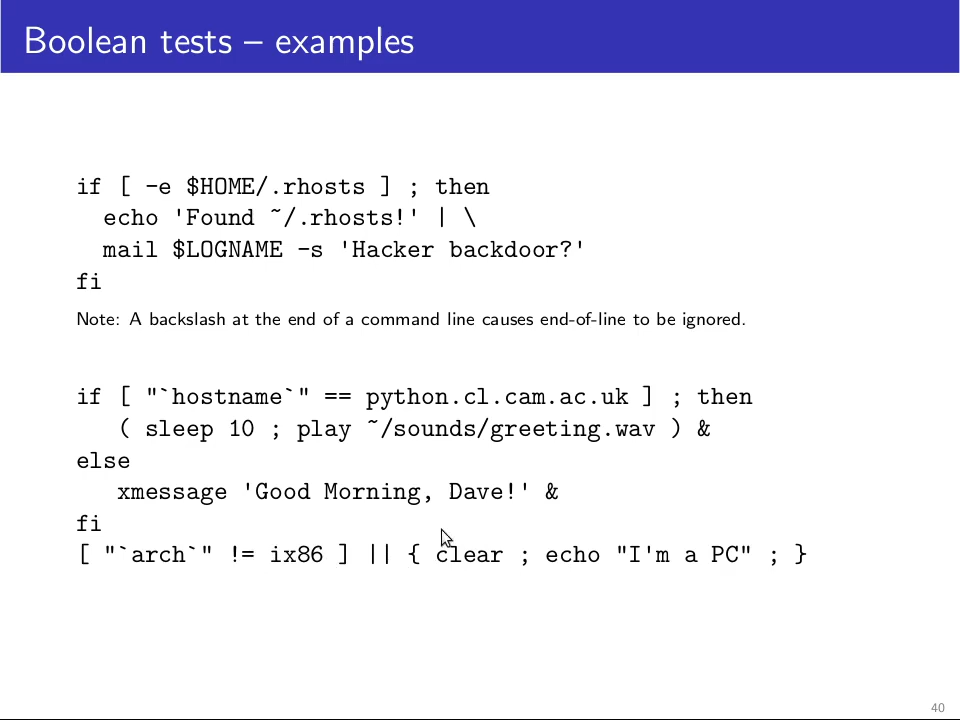 Boolean tests – examples
if [ -e $HOME/.rhosts ] ; then
  echo 'Found ~/.rhosts!' | \
  mail $LOGNAME -s 'Hacker backdoor?'
fi
Note: A backslash at the end of a command line causes end-of-line to be ignored.
if [ "`hostname`" == python.cl.cam.ac.uk ] ; then
   ( sleep 10 ; play ~/sounds/greeting.wav ) &
else
   xmessage 'Good Morning, Dave!' &
fi
[ "`arch`" != ix86 ] || { clear ; echo "I'm a PC" ; }
40